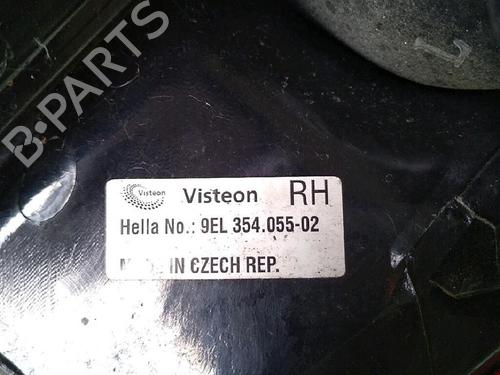 B-PARTS
Visteon Visteon RH
Hella No.: 9EL 354.055-02
IN CZECH REP.